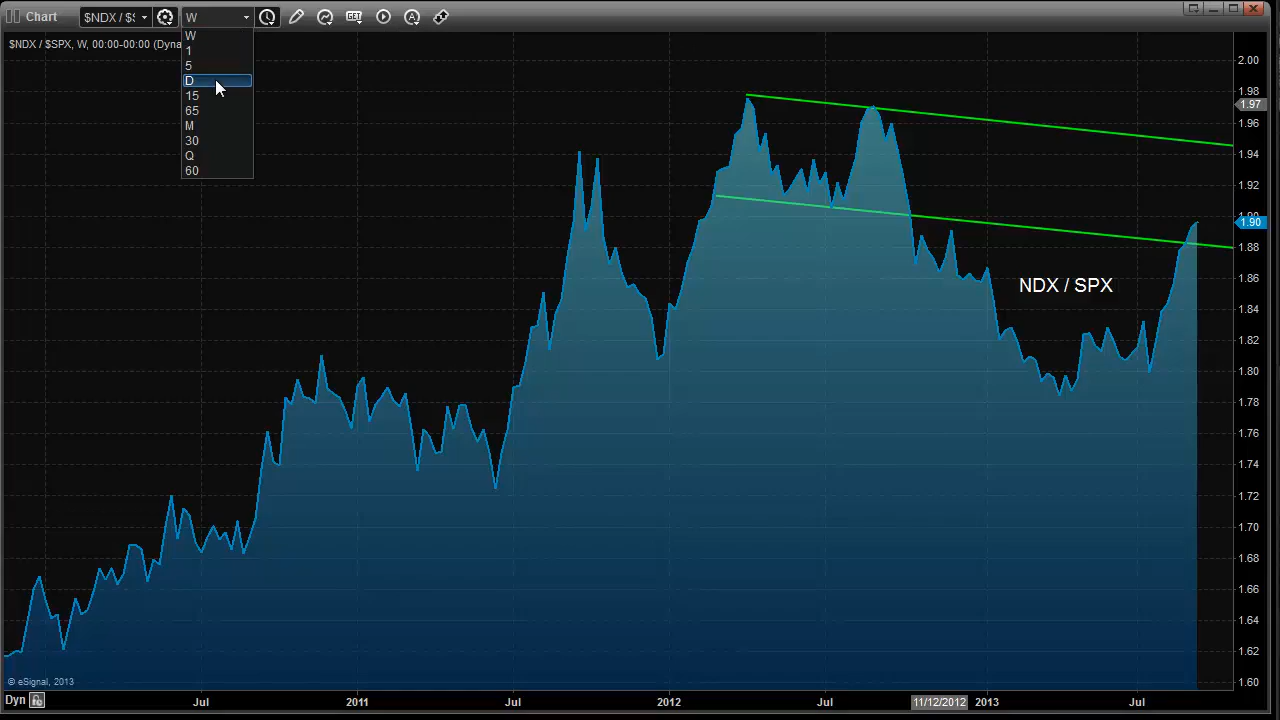 Chart
$NDX / $S
W
GET
A
$NDX / $SPX, W, 00:00-00:00 (Dyna
W
1
5
D
15
65
M
30
Q
60
2.00
1.98
1.97
1.96
1.94
1.92
1.90
1.90
1.88
NDX / SPX
1.86
1.84
1.82
1.80
1.78
1.76
1.74
1.72
1.70
1.68
1.66
1.64
1.62
1.60
© eSignal, 2013
Dyn
Jul
2011
Jul
2012
Jul
11/12/2012
2013
Jul